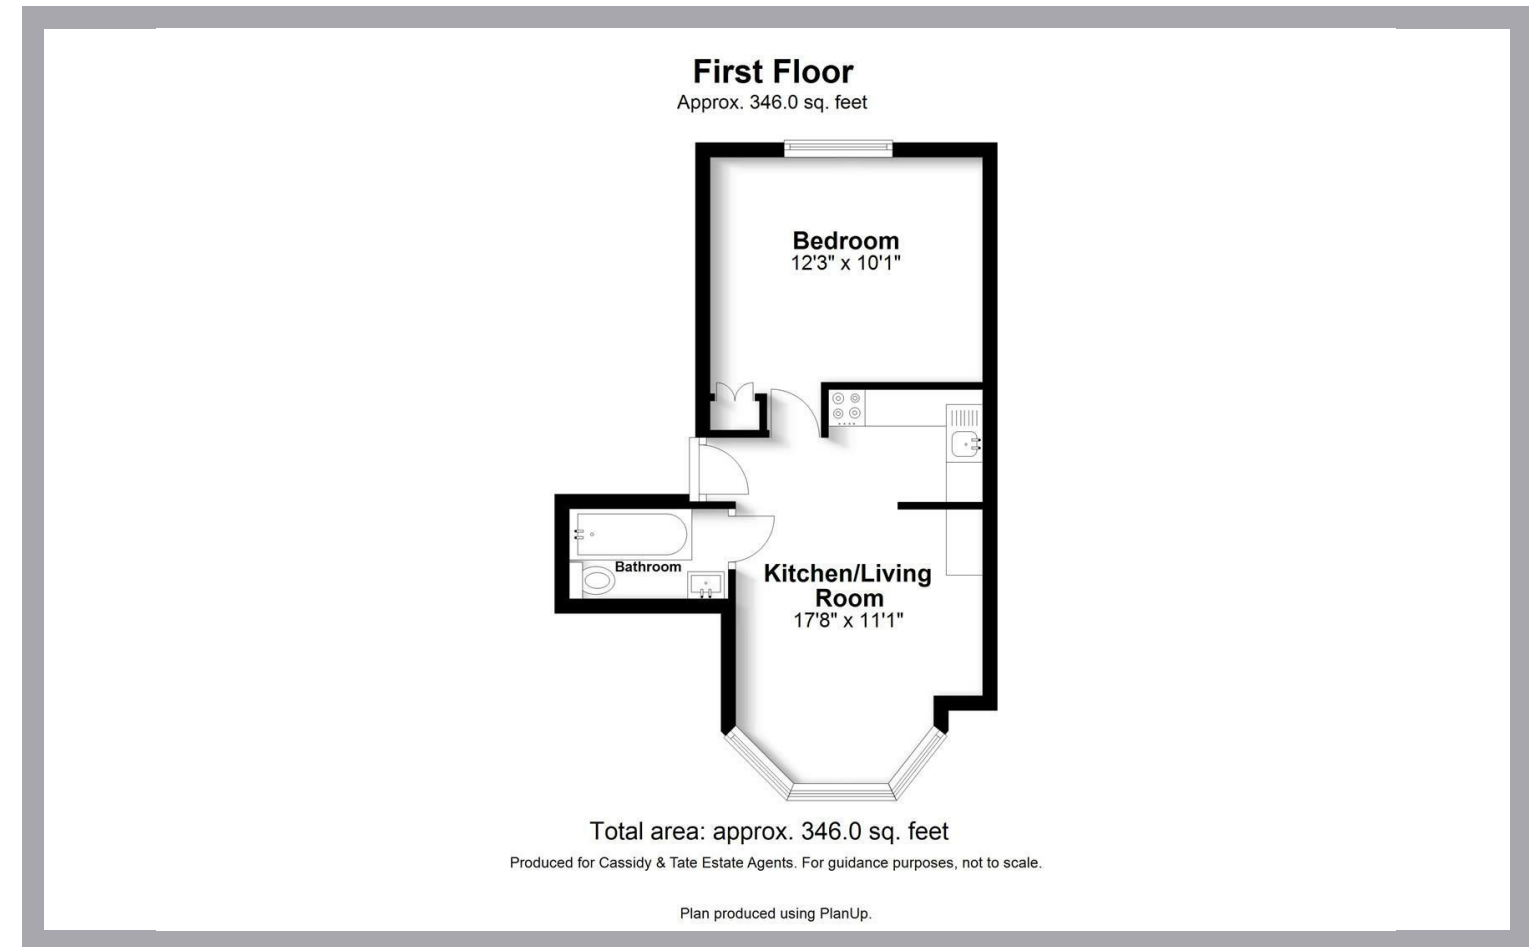 First Floor
Approx. 346.0 sq. feet
Bedroom
12'3" x 10'1"
Bathroom
Kitchen/Living
Room
17'8" x 11'1"
Total area: approx. 346.0 sq. feet
Produced for Cassidy & Tate Estate Agents. For guidance purposes, not to scale.
Plan produced using PlanUp.